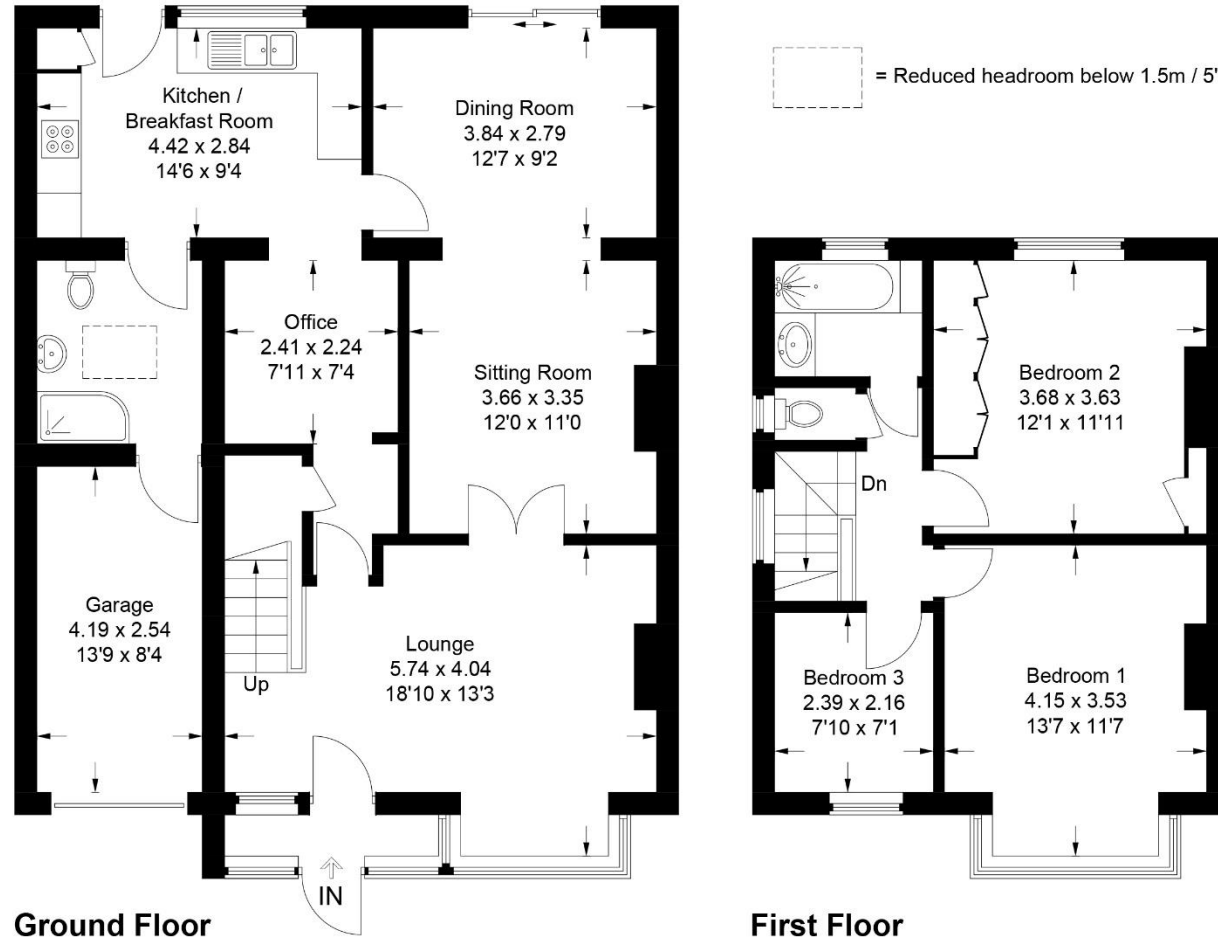 = Reduced headroom below 1.5m / 5'
Kitchen /
Breakfast Room
4.42 x 2.84
14'6 x 9'4
Dining Room
3.84 x 2.79
12'7 x 9'2
Office
2.41 x 2.24
7'11 x 7'4
Sitting Room
3.66 x 3.35
12'0 x 11'0
Garage
4.19 x 2.54
13'9 x 8'4
Up
Lounge
5.74 x 4.04
18'10 x 13'3
IN
Ground Floor
Bedroom 2
3.68 x 3.63
12'1 x 11'11
Dn
Bedroom 3
2.39 x 2.16
7'10 x 7'1
Bedroom 1
4.15 x 3.53
13'7 x 11'7
First Floor